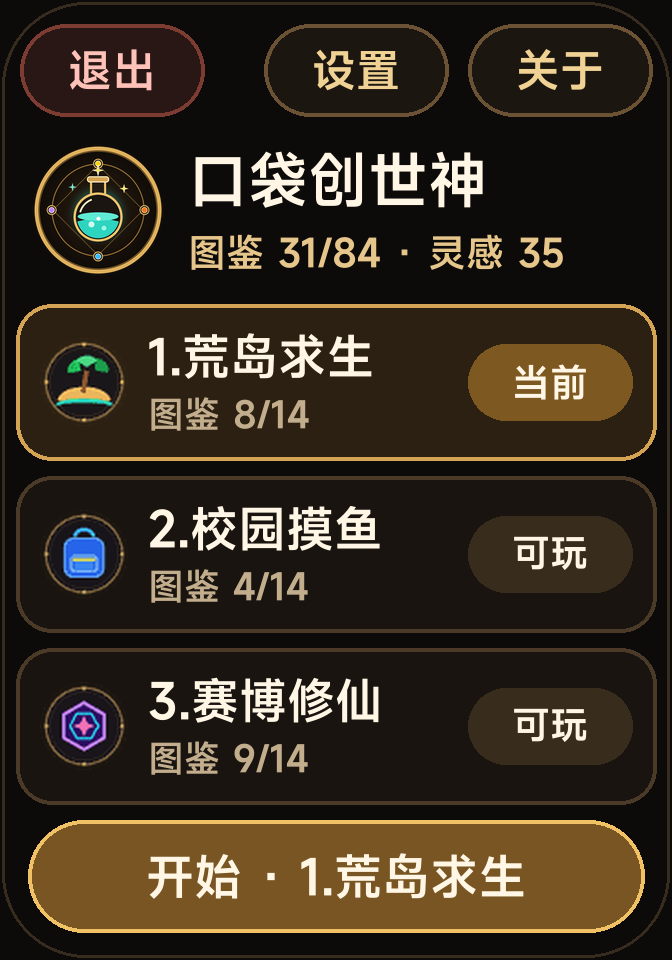 退出 设置 关于
口袋创世神
图鉴 31/84 · 灵感 35
1.荒岛求生
图鉴 8/14
当前
2.校园摸鱼
图鉴 4/14
可玩
3.赛博修仙
图鉴 9/14
可玩
开始 · 1.荒岛求生